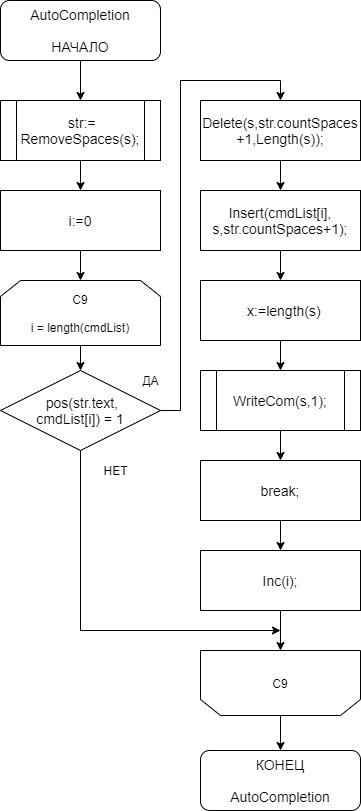 AutoCompletion
НАЧАЛО
str:=
RemoveSpaces(s);
i:=0
C9
i = length(cmdList)
pos(str.text,
cmdList[i]) = 1
ДА
НЕТ
Delete(s,str.countSpaces
+1,Length(s));
Insert(cmdList[i],
s,str.countSpaces+1);
x:=length(s)
WriteCom(s,1);
break;
Inc(i);
C9
КОНЕЦ
AutoCompletion